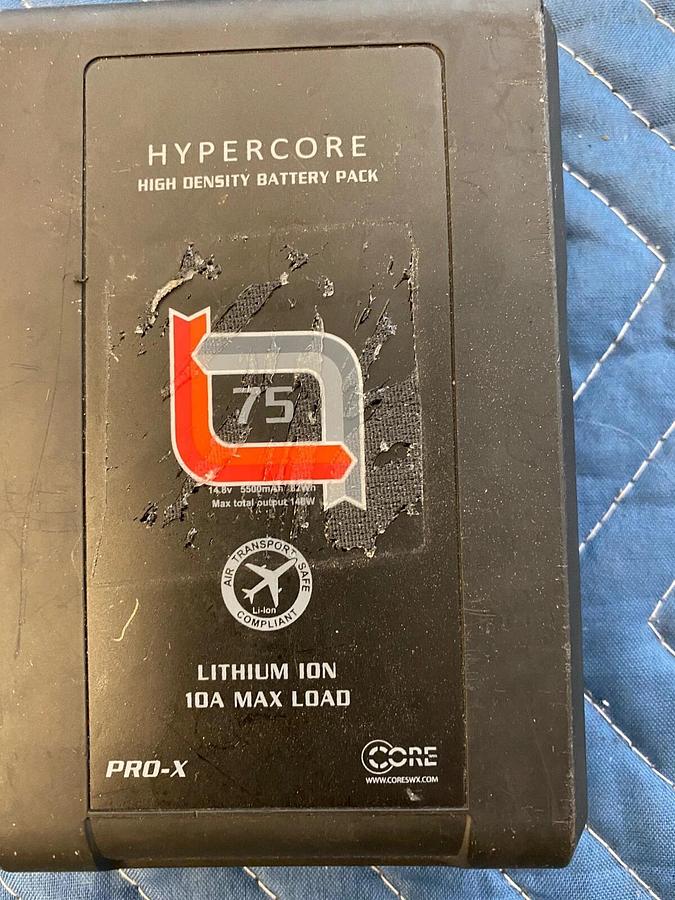 HYPERCORE
HIGH DENSITY BATTERY PACK
75
14.8v 5500mAh 82Wh
Max total output 148W
AIR TRANSPORT SAFE
Li-Ion
COMPLIANT
LITHIUM ION
10A MAX LOAD
PRO-X
CORE
WWW.CORESWX.COM